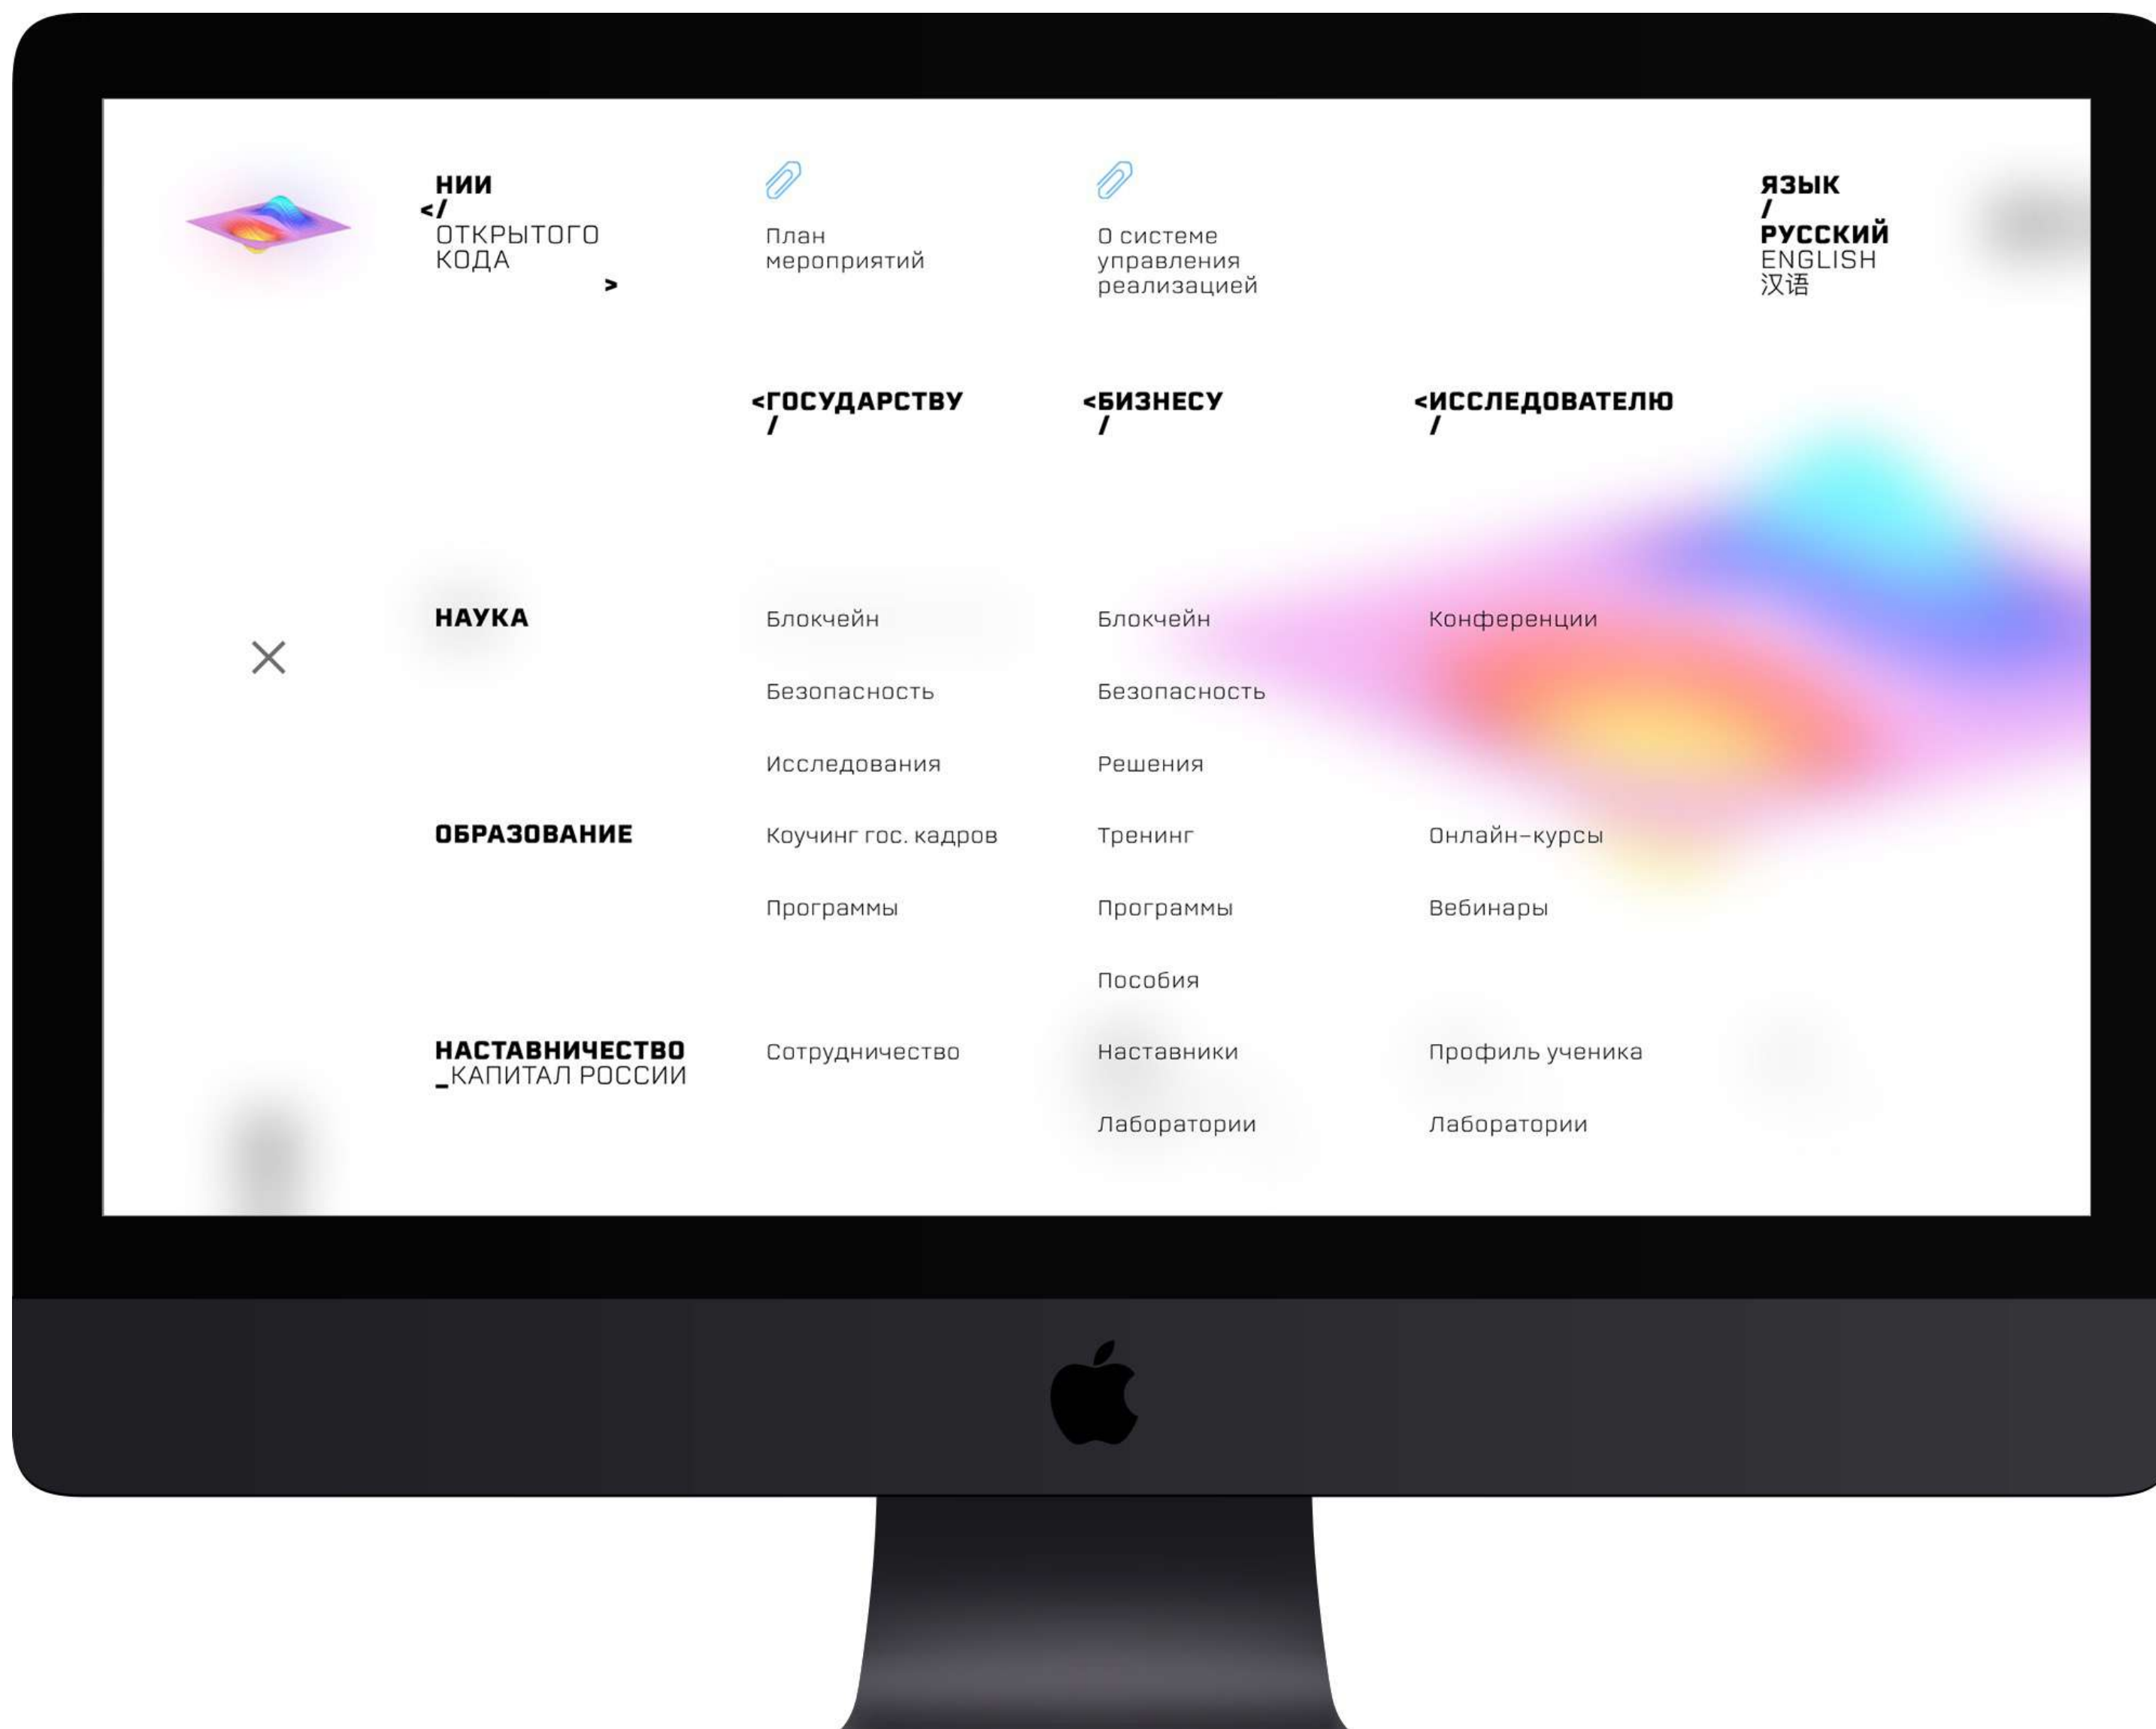 НИИ
</
ОТКРЫТОГО
КОДА
>
План
мероприятий
О системе
управления
реализацией
ЯЗЫК
/
РУССКИЙ
ENGLISH
汉语
<ГОСУДАРСТВУ
/
<БИЗНЕСУ
/
<ИССЛЕДОВАТЕЛЮ
/
НАУКА
Блокчейн
Блокчейн
Конференции
Безопасность
Безопасность
Исследования
Решения
ОБРАЗОВАНИЕ
Коучинг гос. кадров
Тренинг
Онлайн-курсы
Программы
Программы
Вебинары
Пособия
НАСТАВНИЧЕСТВО
_КАПИТАЛ РОССИИ
Сотрудничество
Наставники
Профиль ученика
Лаборатории
Лаборатории